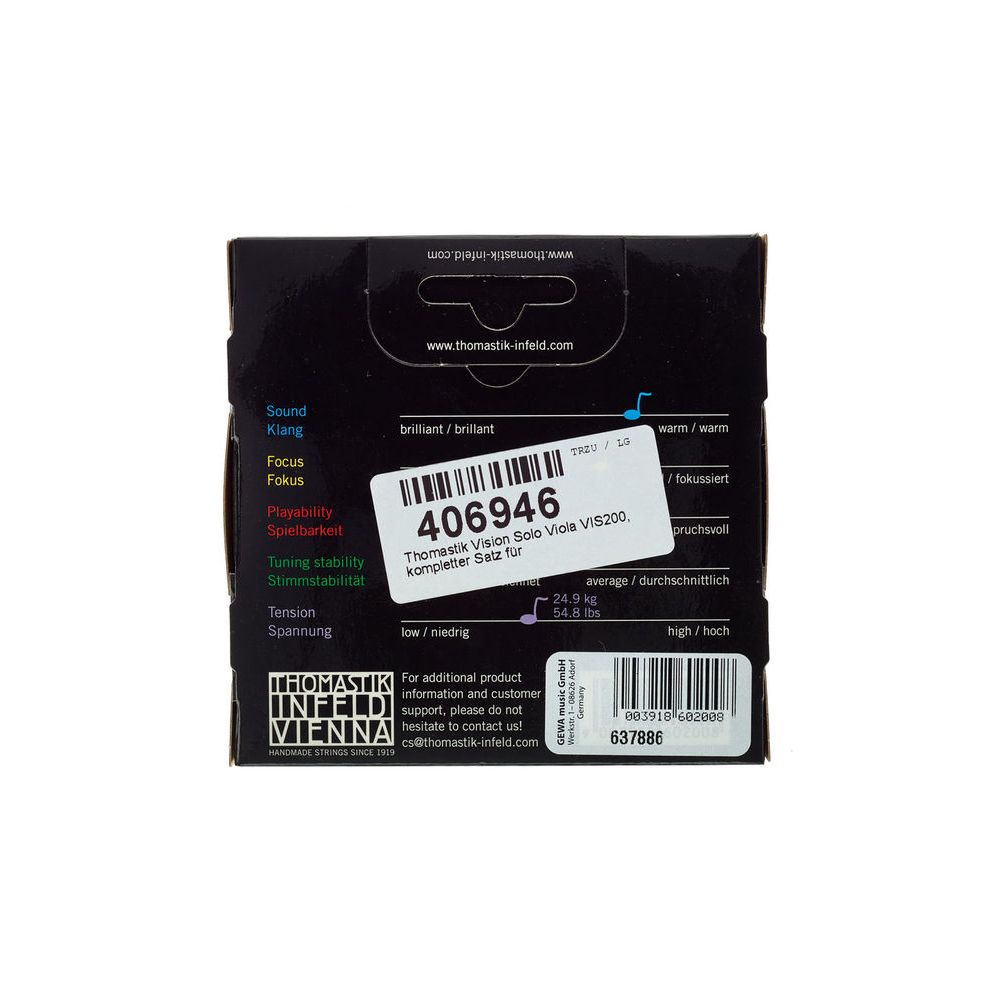 www.thomastik-infeld.com
www.thomastik-infeld.com
Sound
Klang
brilliant / brillant
warm / warm
Focus
Fokus
/ fokussiert
Playability
Spielbarkeit
pruchsvoll
Tuning stability
Stimmstabilität
average / durchschnittlich
Tension
Spannung
24.9 kg
54.8 lbs
low / niedrig
high / hoch
TRZU / LG
406946
Thomastik Vision Solo Viola VIS200,
kompletter Satz für
THOMASTIK
INFELD
VIENNA
HANDMADE STRINGS SINCE 1919
For additional product
information and customer
support, please do not
hesitate to contact us!
cs@thomastik-infeld.com
GEWA music GmbH
Werkstr. 1 – 08626 Adorf
Germany
003918 602008
637886